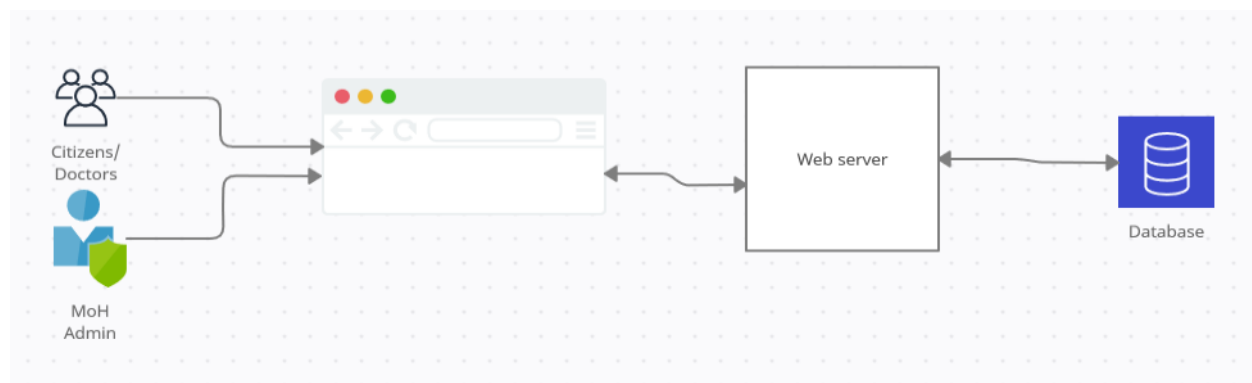 Citizens/
Doctors
MoH
Admin
Web server
Database